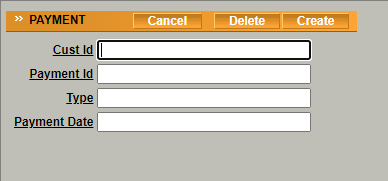 » PAYMENT Cancel Delete Create
Cust Id
Payment Id
Type
Payment Date